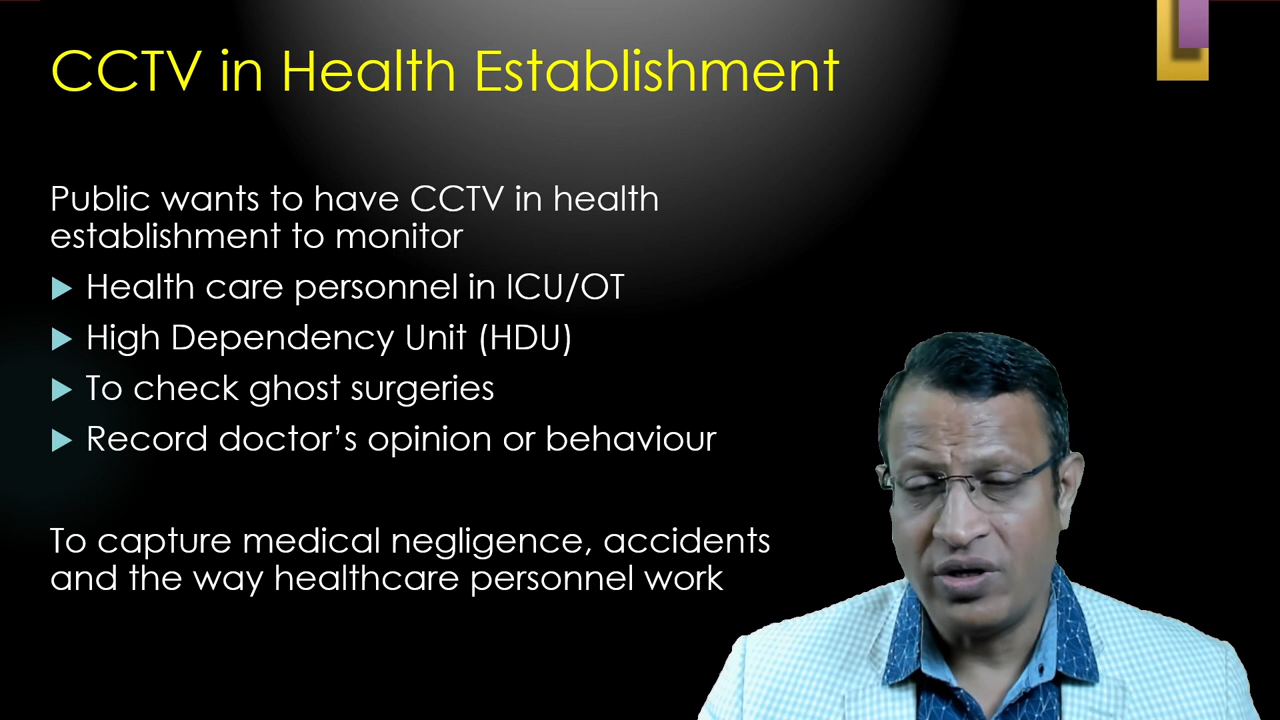 CCTV in Health Establishment
Public wants to have CCTV in health
establishment to monitor
Health care personnel in ICU/OT
High Dependency Unit (HDU)
To check ghost surgeries
Record doctor’s opinion or behaviour
To capture medical negligence, accidents
and the way healthcare personnel work